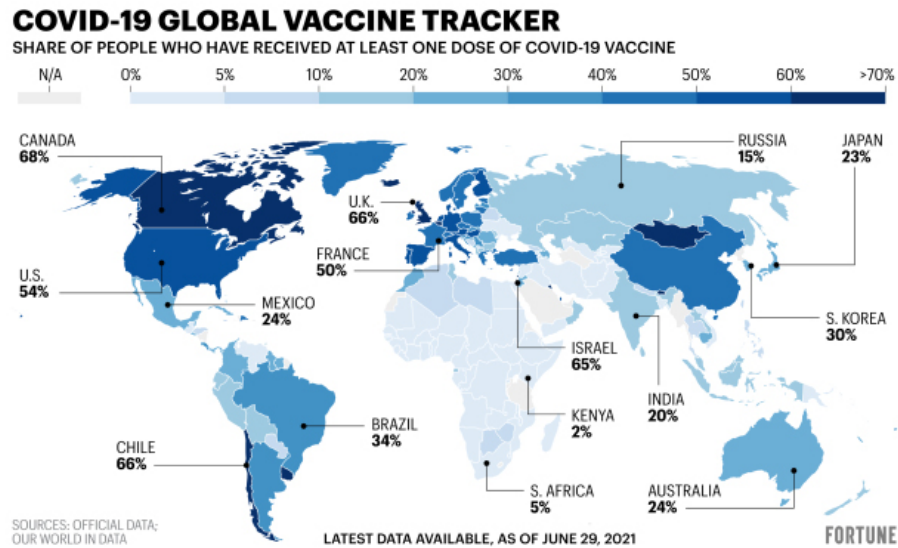 COVID-19 GLOBAL VACCINE TRACKER
SHARE OF PEOPLE WHO HAVE RECEIVED AT LEAST ONE DOSE OF COVID-19 VACCINE
N/A 0% 5% 10% 20% 30% 40% 50% 60% >70%
CANADA
68%
RUSSIA
15%
JAPAN
23%
U.K.
66%
FRANCE
50%
U.S.
54%
MEXICO
24%
S. KOREA
30%
ISRAEL
65%
INDIA
20%
KENYA
2%
BRAZIL
34%
CHILE
66%
S. AFRICA
5%
AUSTRALIA
24%
SOURCES: OFFICIAL DATA;
OUR WORLD IN DATA
LATEST DATA AVAILABLE, AS OF JUNE 29, 2021
FORTUNE